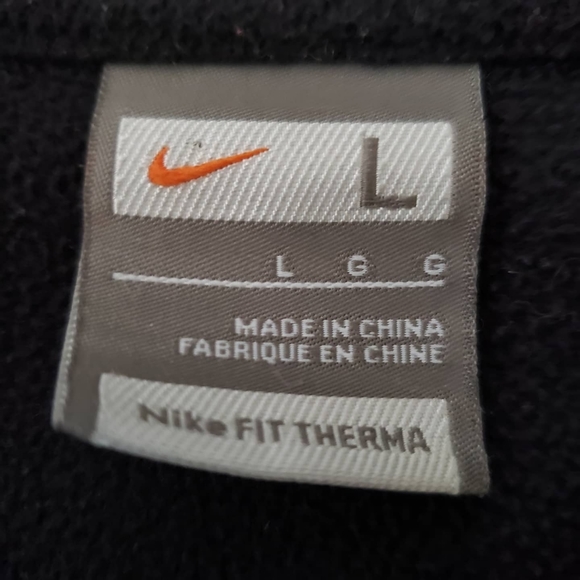 L
L G G
MADE IN CHINA
FABRIQUE EN CHINE
Nike FIT THERMA